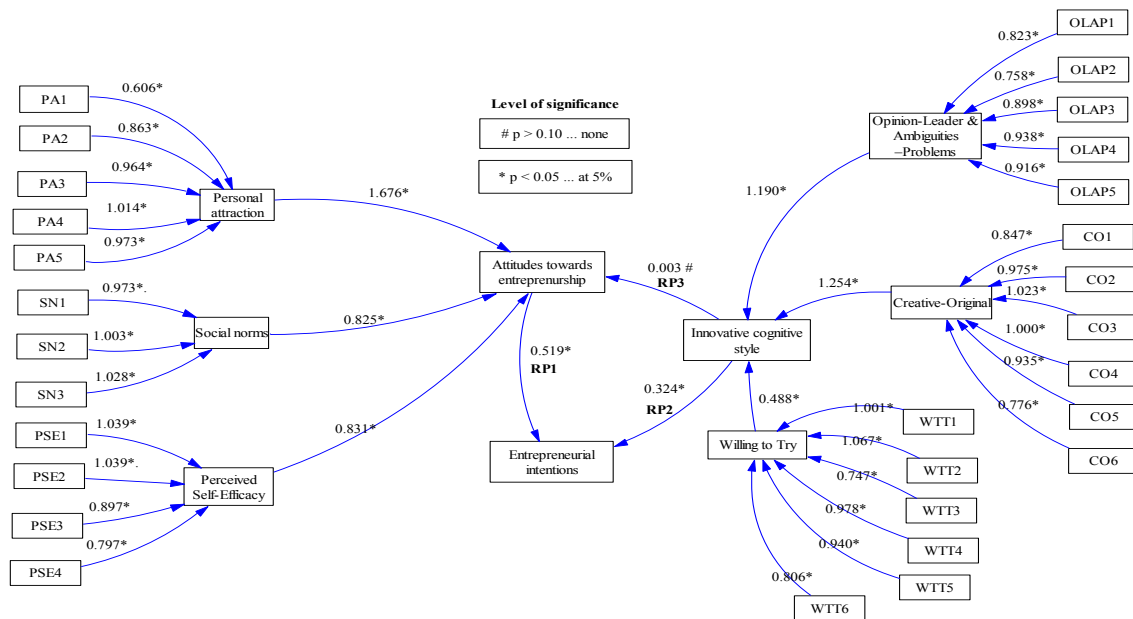 PA1
0.606*
PA2
0.863*
PA3
0.964*
PA4
1.014*
PA5
0.973*
Personal
attraction
1.676*
SN1
0.973*.
SN2
1.003*
SN3
1.028*
Social norms
0.825*
PSE1
1.039*
PSE2
1.039*.
PSE3
0.897*
PSE4
0.797*
Perceived
Self-Efficacy
0.831*
Level of significance
# p > 0.10 ... none
* p < 0.05 ... at 5%
Attitudes towards
entreprenurship
0.519*
RP1
Entrepreneurial
intentions
0.003 #
RP3
0.324*
RP2
Innovative cognitive
style
1.190*
1.254*
0.488*
Opinion-Leader &
Ambiguities
–Problems
0.823*
OLAP1
0.758*
OLAP2
0.898*
OLAP3
0.938*
OLAP4
0.916*
OLAP5
Creative-Original
0.847*
CO1
0.975*
CO2
1.023*
CO3
1.000*
CO4
0.935*
CO5
0.776*
CO6
Willing to Try
1.001*
WTT1
1.067*
WTT2
0.747*
WTT3
0.978*
WTT4
0.940*
WTT5
0.806*
WTT6